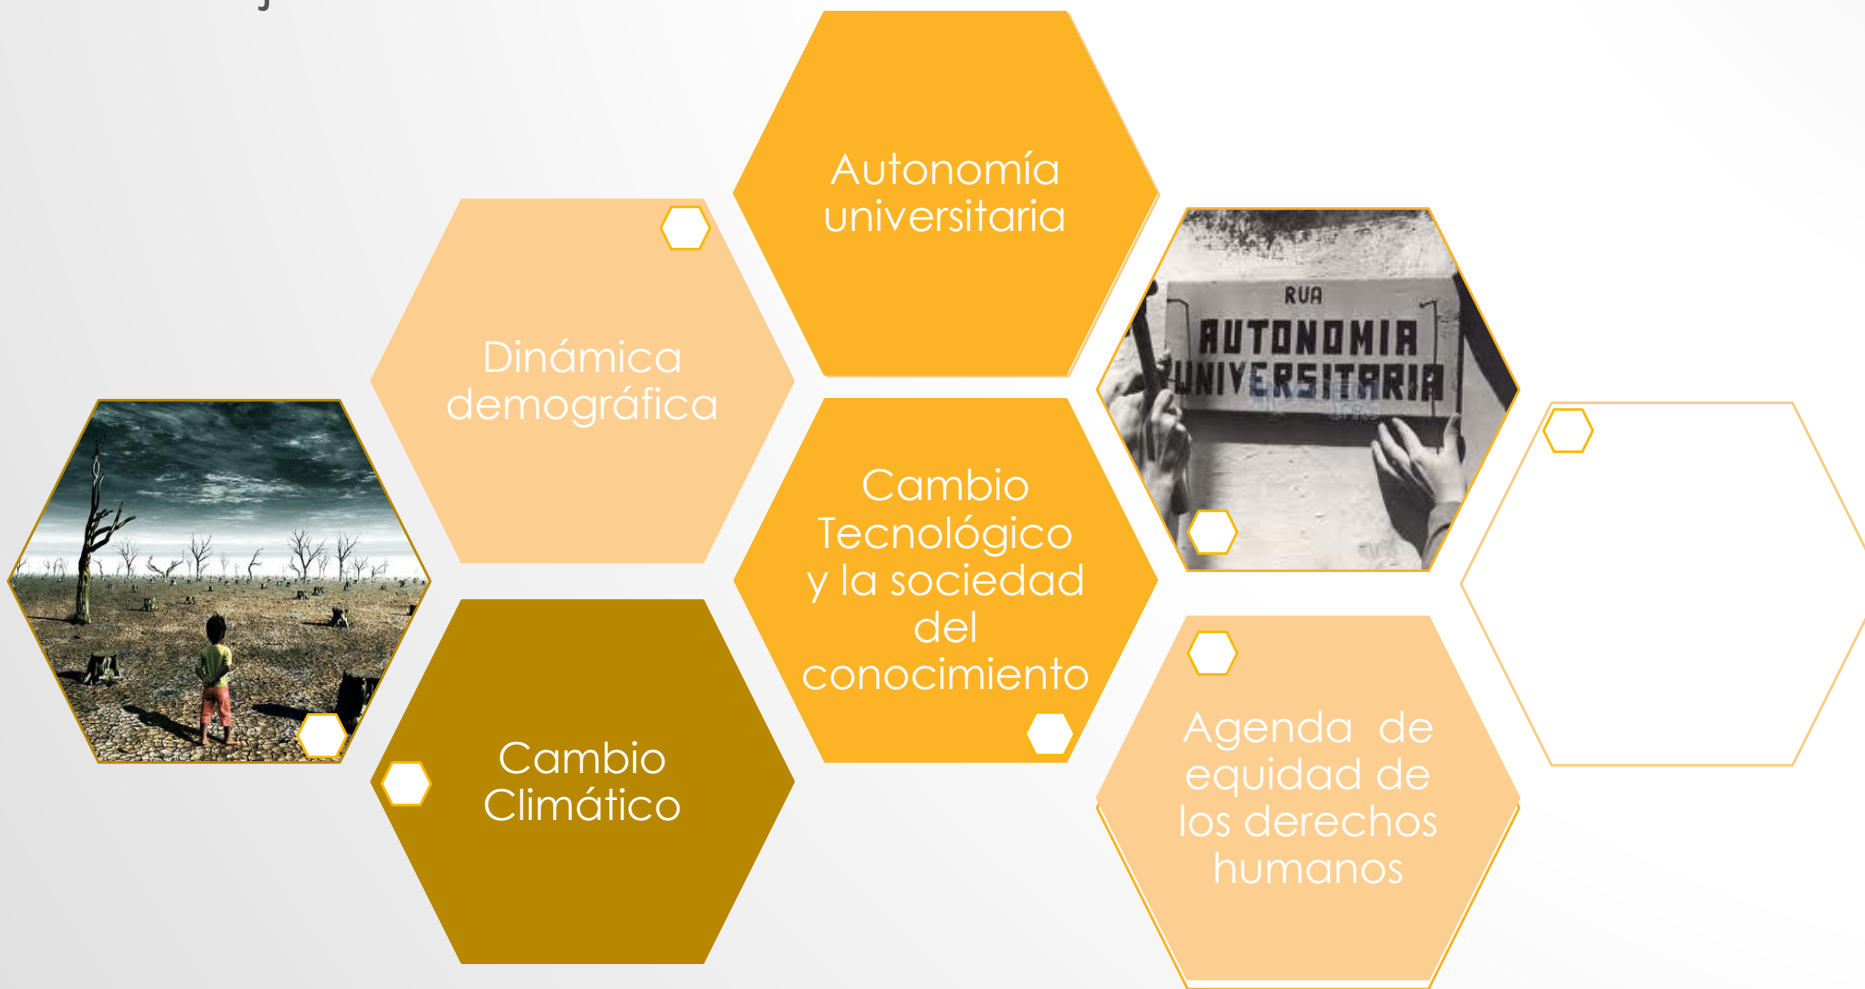 Autonomía
universitaria
Dinámica
demográfica
RUA
AUTONOMIA
UNIVERSITARIA
Cambio
Tecnológico
y la sociedad
del
conocimiento
Cambio
Climático
Agenda de
equidad de
los derechos
humanos